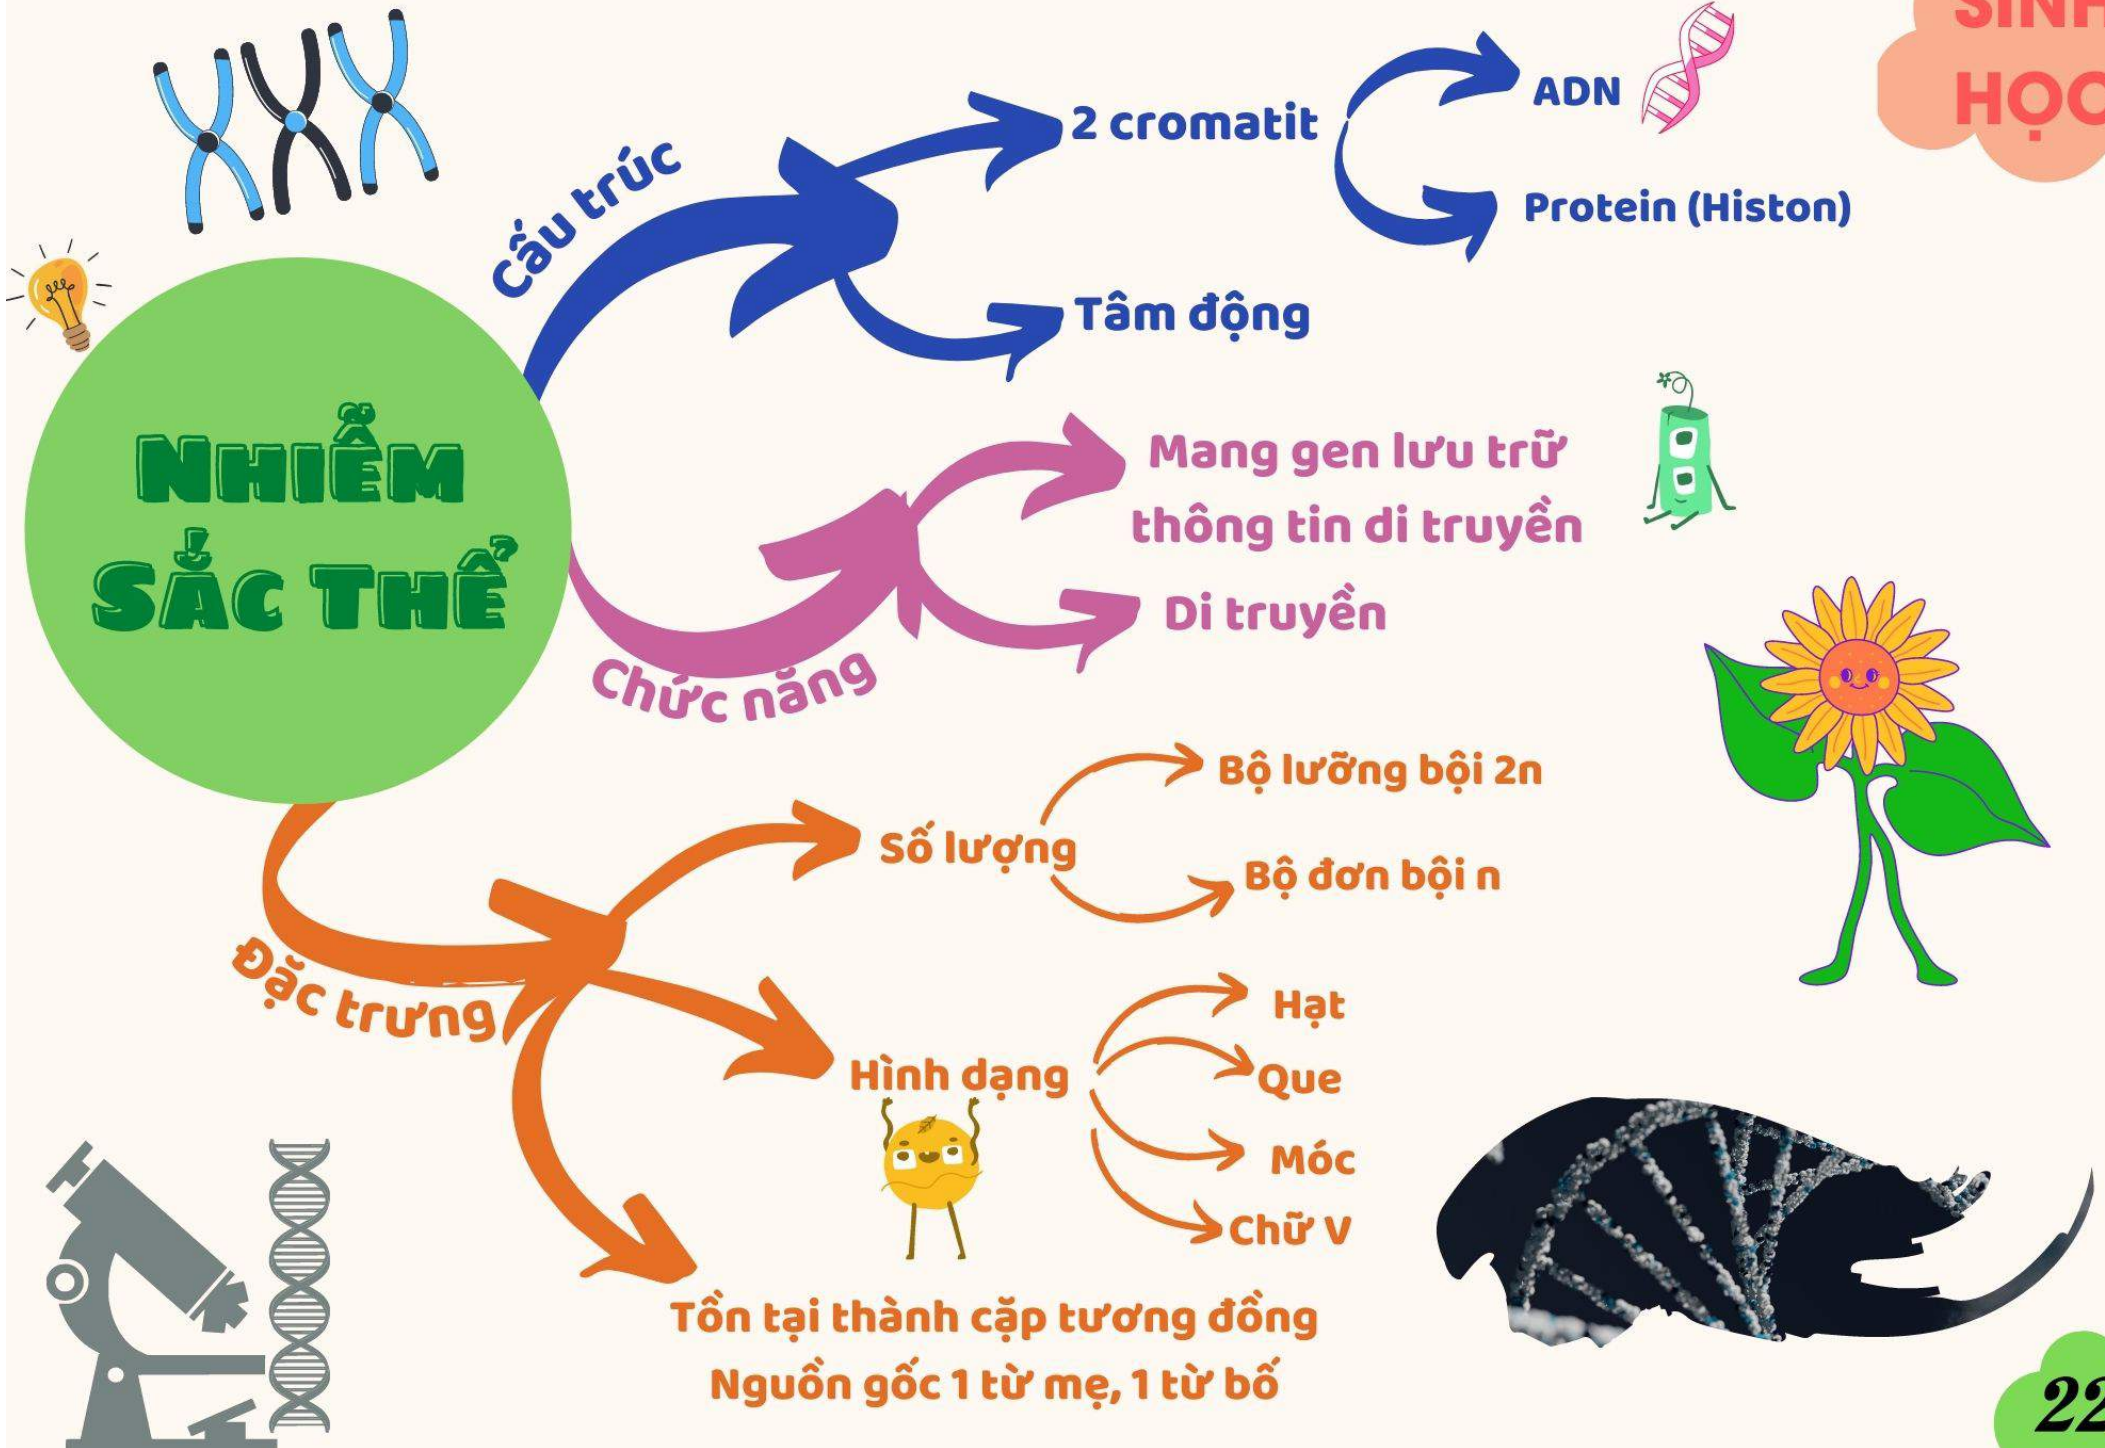 SINH
HỌC
NHIỄM
SẮC THỂ
Cấu trúc
2 cromatit
ADN
Protein (Histon)
Tâm động
Chức năng
Mang gen lưu trữ
thông tin di truyền
Di truyền
Đặc trưng
Số lượng
Bộ lưỡng bội 2n
Bộ đơn bội n
Hình dạng
Hạt
Que
Móc
Chữ V
Tồn tại thành cặp tương đồng
Nguồn gốc 1 từ mẹ, 1 từ bố
22